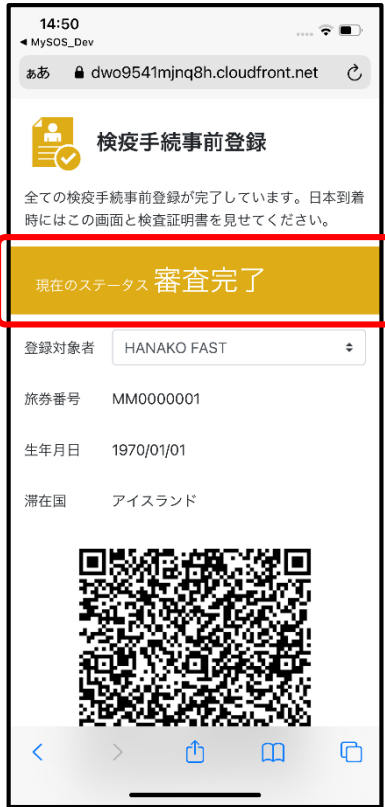 14:50
◀ MySOS_Dev
ぁあ dwo9541mjnq8h.cloudfront.net
検疫手続事前登録
全ての検疫手続事前登録が完了しています。日本到着
時にはこの画面と検査証明書を見せてください。
現在のステータス 審査完了
登録対象者 HANAKO FAST
旅券番号 MM0000001
生年月日 1970/01/01
滞在国 アイスランド